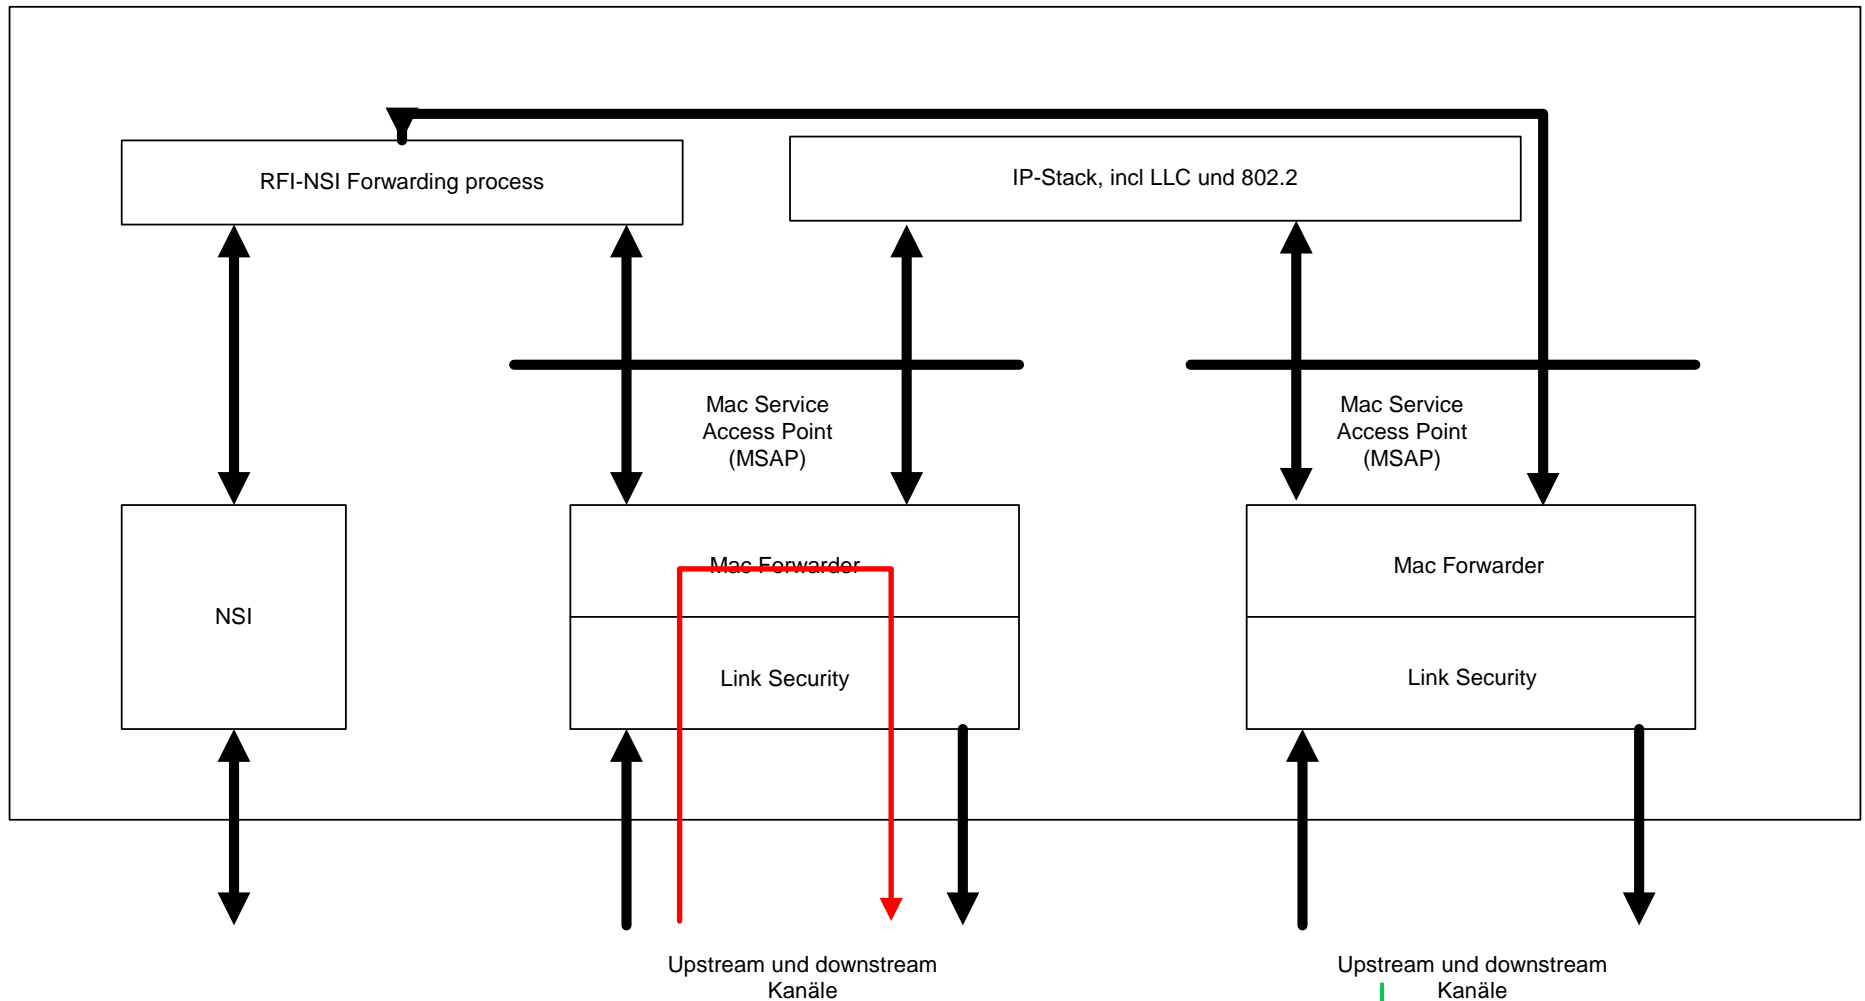 RFI-NSI Forwarding process
IP-Stack, incl LLC und 802.2
Mac Service
Access Point
(MSAP)
Mac Service
Access Point
(MSAP)
NSI
Mac Forwarder
Link Security
Mac Forwarder
Link Security
Upstream und downstream
Kanäle
Upstream und downstream
Kanäle